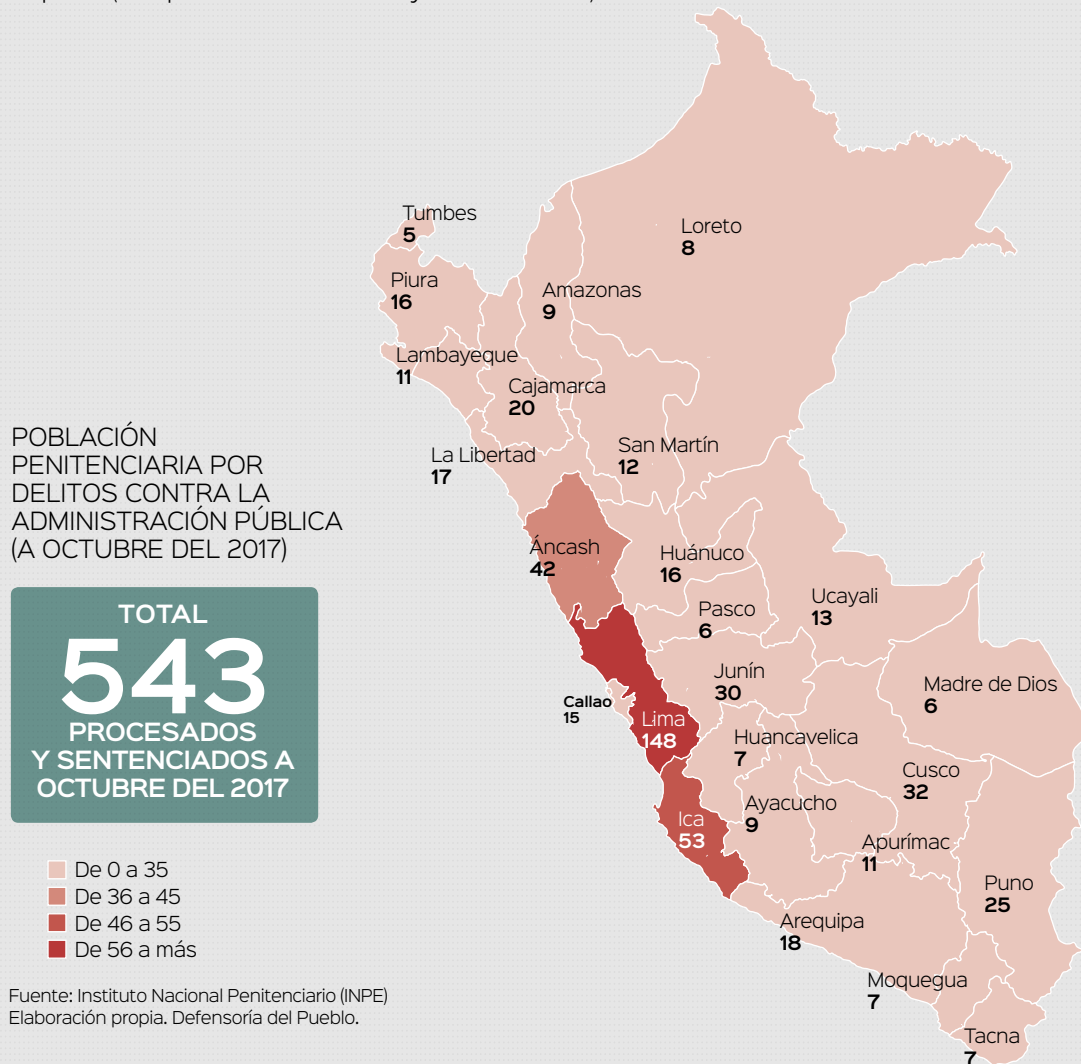 Tumbes
5
Loreto
8
Piura
16
Amazonas
9
Lambayeque
11
Cajamarca
20
La Libertad
17
San Martín
12
POBLACIÓN
PENITENCIARIA POR
DELITOS CONTRA LA
ADMINISTRACIÓN PÚBLICA
(A OCTUBRE DEL 2017)
Áncash
42
Huánuco
16
Ucayali
13
Pasco
6
TOTAL
543
PROCESADOS
Y SENTENCIADOS A
OCTUBRE DEL 2017
Junín
30
Madre de Dios
6
Callao
15
Lima
148
Huancavelica
7
Cusco
32
Ayacucho
9
Ica
53
Apurímac
11
Puno
25
Arequipa
18
Moquegua
7
Tacna
7
De 0 a 35
De 36 a 45
De 46 a 55
De 56 a más
Fuente: Instituto Nacional Penitenciario (INPE)
Elaboración propia. Defensoría del Pueblo.